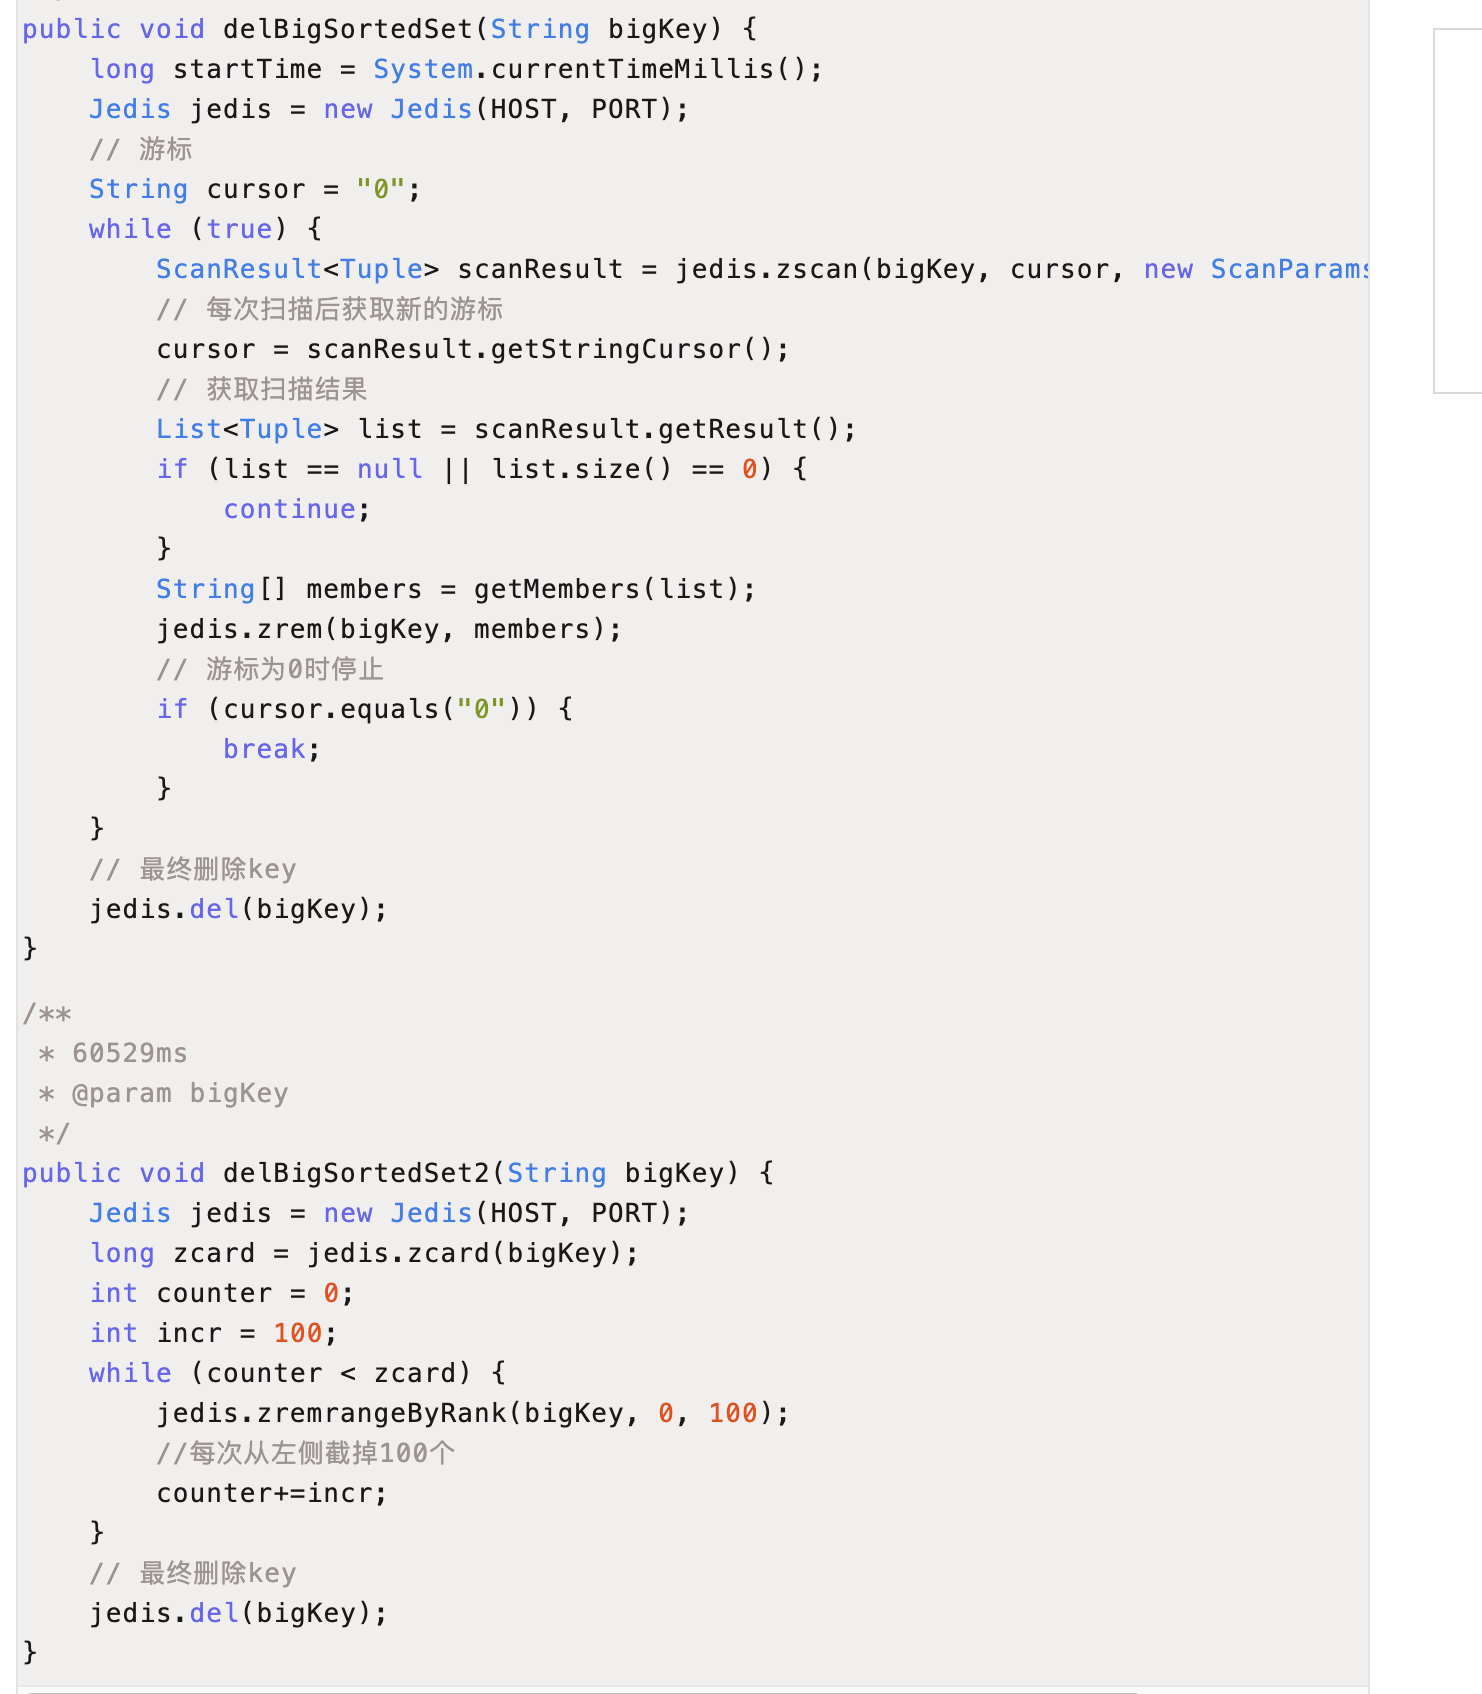 public void delBigSortedSet(String bigKey) {
    long startTime = System.currentTimeMillis();
    Jedis jedis = new Jedis(HOST, PORT);
    // 游标
    String cursor = "0";
    while (true) {
        ScanResult<Tuple> scanResult = jedis.zscan(bigKey, cursor, new ScanParams
        // 每次扫描后获取新的游标
        cursor = scanResult.getStringCursor();
        // 获取扫描结果
        List<Tuple> list = scanResult.getResult();
        if (list == null || list.size() == 0) {
            continue;
        }
        String[] members = getMembers(list);
        jedis.zrem(bigKey, members);
        // 游标为0时停止
        if (cursor.equals("0")) {
            break;
        }
    }
    // 最终删除key
    jedis.del(bigKey);
}
/**
 * 60529ms
 * @param bigKey
 */
public void delBigSortedSet2(String bigKey) {
    Jedis jedis = new Jedis(HOST, PORT);
    long zcard = jedis.zcard(bigKey);
    int counter = 0;
    int incr = 100;
    while (counter < zcard) {
        jedis.zremrangeByRank(bigKey, 0, 100);
        //每次从左侧截掉100个
        counter+=incr;
    }
    // 最终删除key
    jedis.del(bigKey);
}